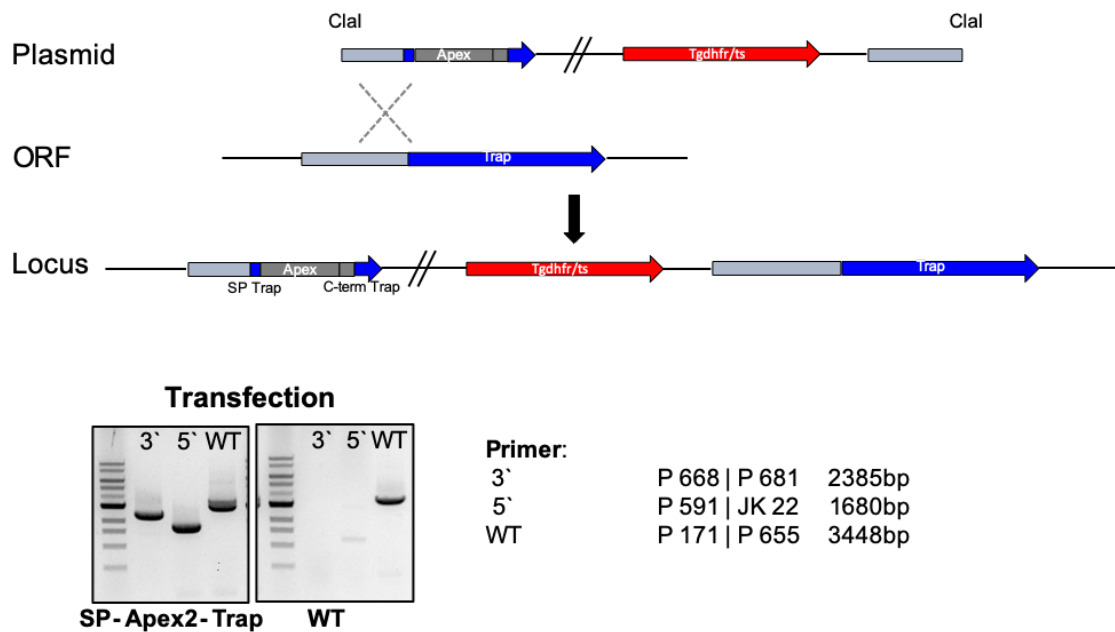 ClaI ClaI
Plasmid Apex Tgdhfr/ts
ORF Trap
Locus Apex Tgdhfr/ts Trap
SP Trap C-term Trap
Transfection
3` 5` WT 3` 5` WT
SP-Apex2-Trap WT
Primer:
3` P 668 | P 681 2385bp
5` P 591 | JK 22 1680bp
WT P 171 | P 655 3448bp